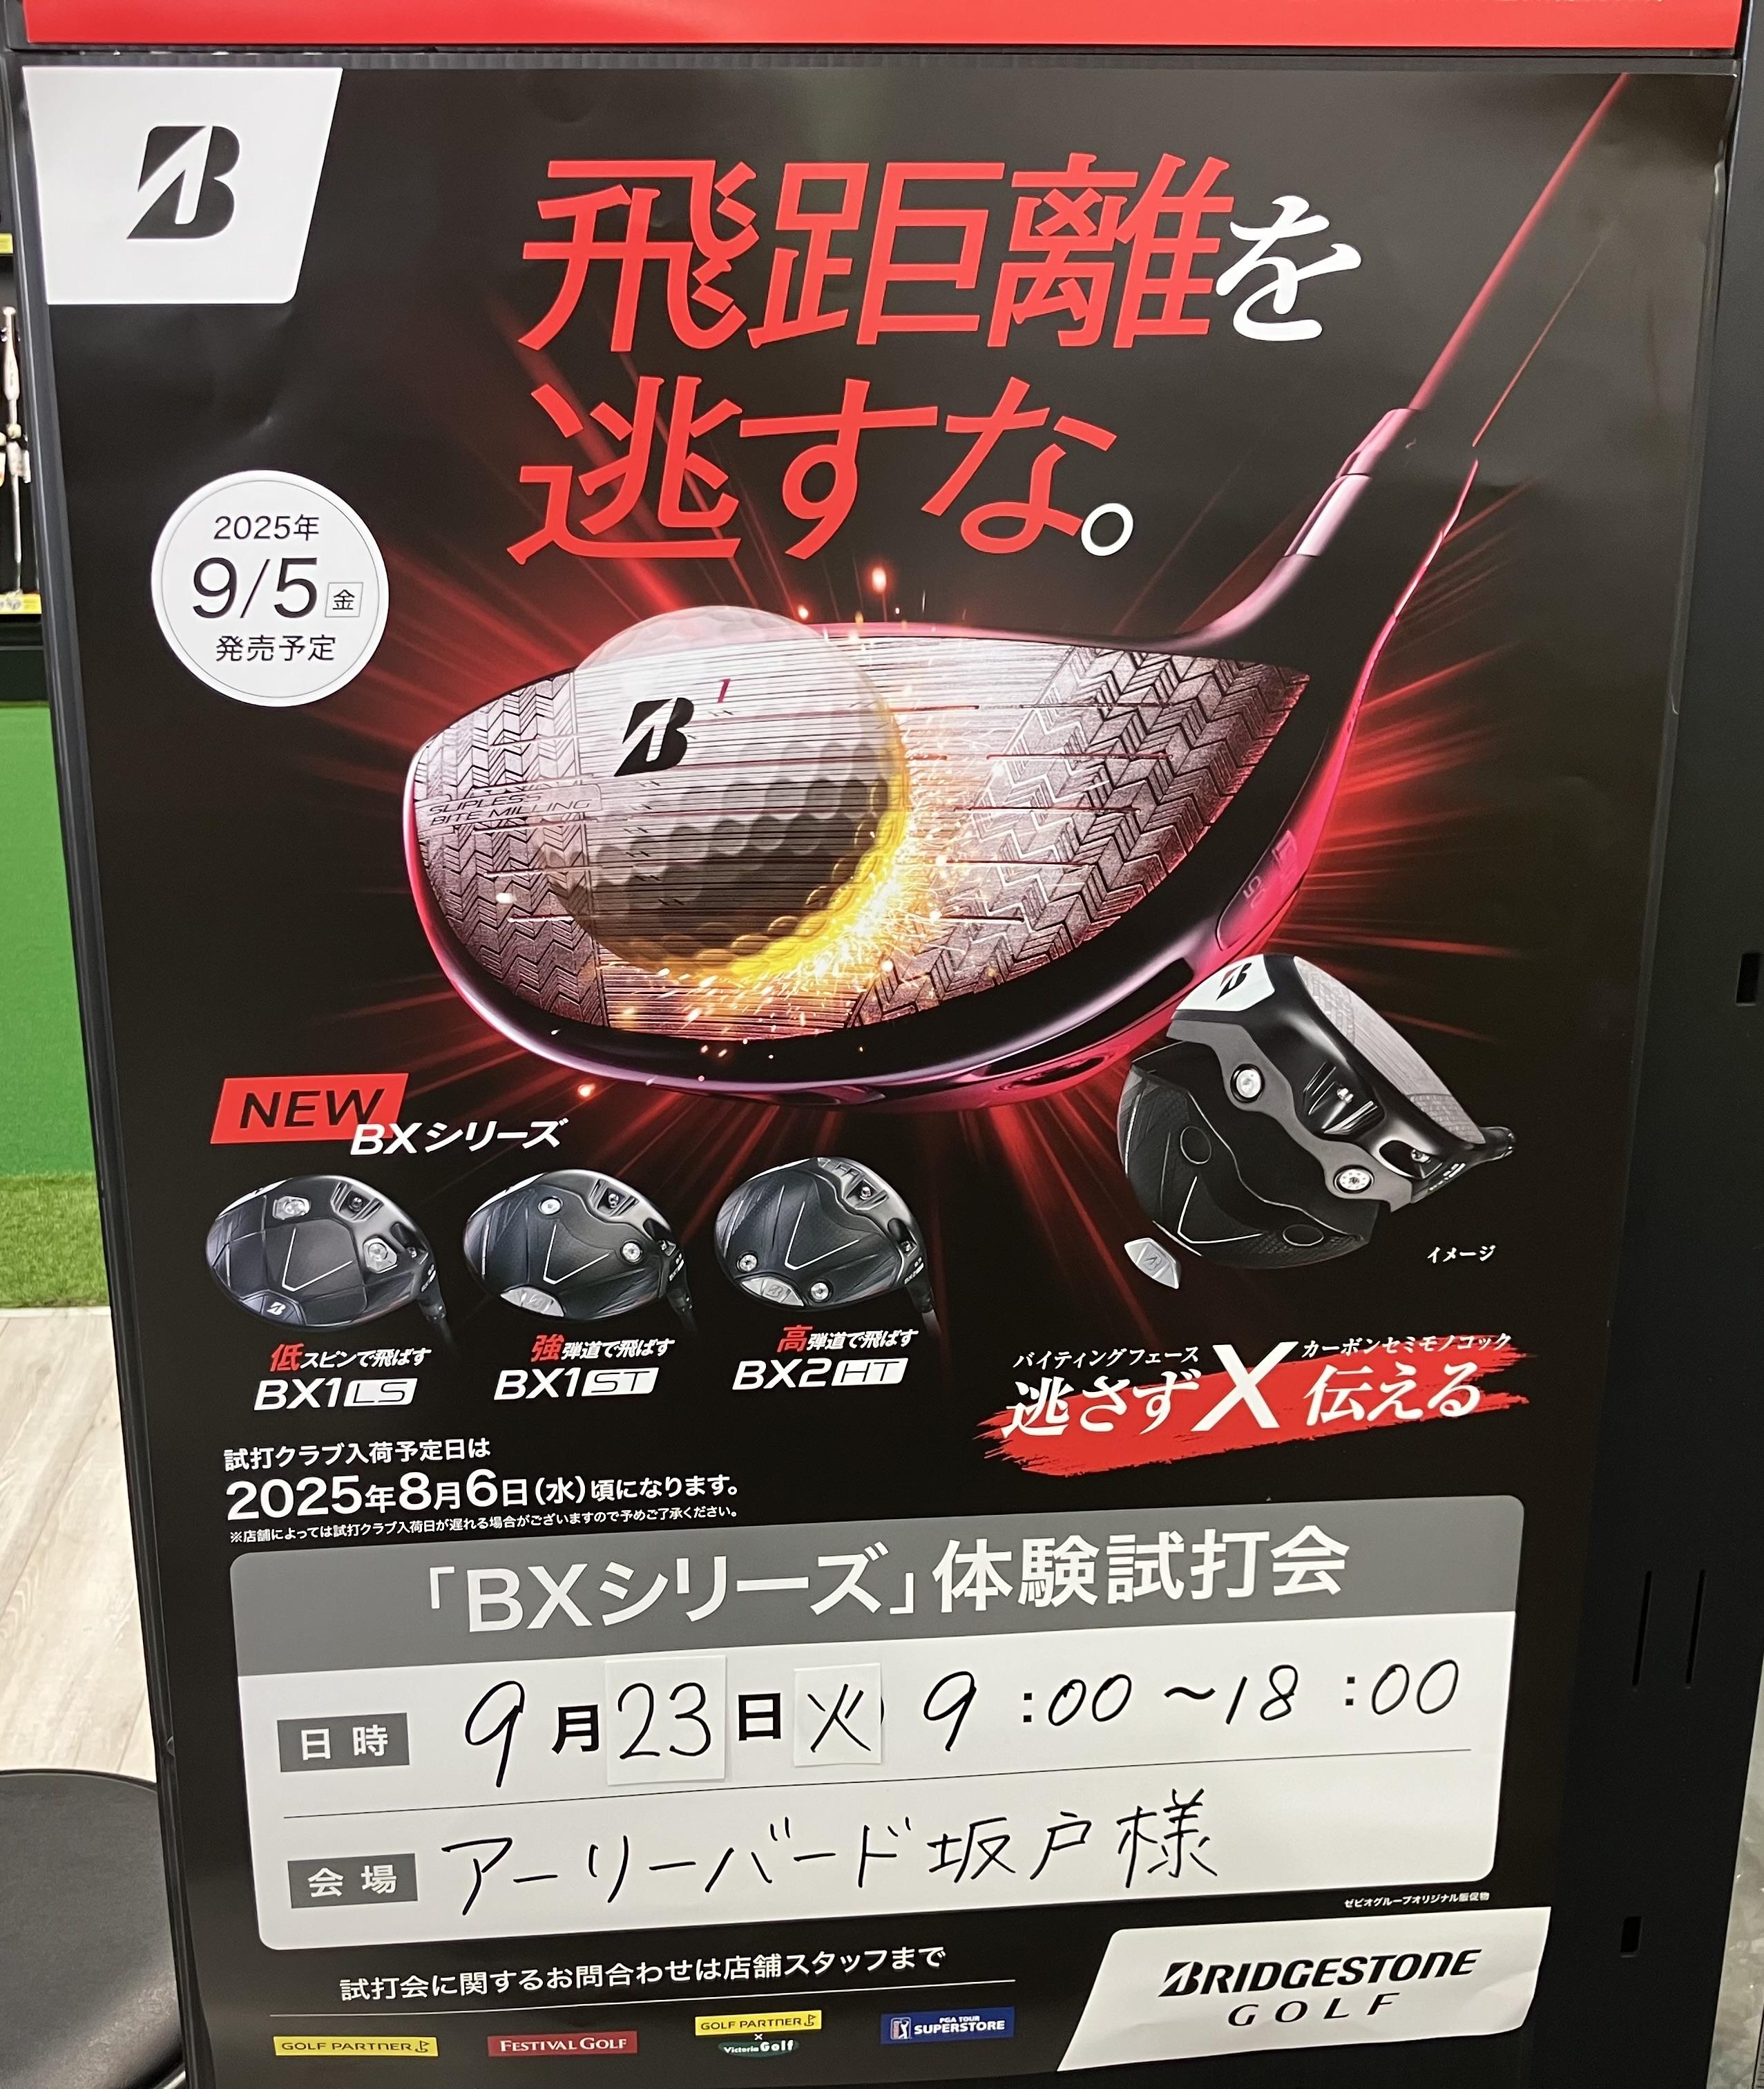 B
飛距離を
逃すな。
2025年
9/5 金
発売予定
B 1
SLIPLESS
BITE MILLING
B
NEW
BXシリーズ
イメージ
低スピンで飛ばす
BX1 LS
強弾道で飛ばす
BX1 ST
高弾道で飛ばす
BX2 HT
バイティングフェース カーボンセミモノコック
逃さずX伝える
試打クラブ入荷予定日は
2025年8月6日(水)頃になります。
※店舗によっては試打クラブ入荷日が遅れる場合がございますので予めご了承ください。
「BXシリーズ」体験試打会
日時 9月23日火) 9:00〜18:00
会場 アーリーバード坂戸様
ゼビオグループオリジナル販促物
試打会に関するお問合わせは店舗スタッフまで
BRIDGESTONE
GOLF
GOLF PARTNER
FESTIVAL GOLF
GOLF PARTNER
×
Victoria Golf
PGA TOUR
SUPERSTORE